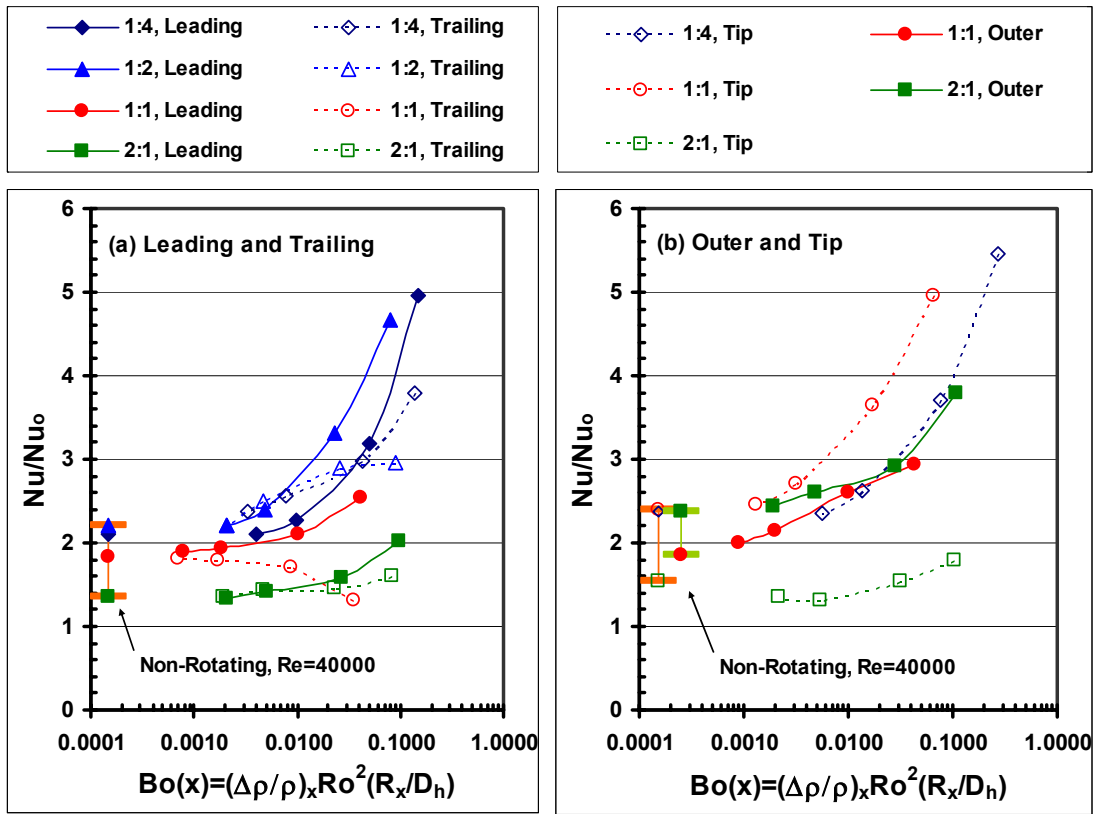 1:4, Leading 1:4, Trailing
1:2, Leading 1:2, Trailing
1:1, Leading 1:1, Trailing
2:1, Leading 2:1, Trailing
1:4, Tip 1:1, Outer
1:1, Tip 2:1, Outer
2:1, Tip
(a) Leading and Trailing
Nu/Nuo
6
5
4
3
2
1
0
Non-Rotating, Re=40000
0.0001 0.0010 0.0100 0.1000 1.0000
Bo(x)=(Δρ/ρ)xRo²(Rx/Dh)
(b) Outer and Tip
Nu/Nuo
6
5
4
3
2
1
0
Non-Rotating, Re=40000
0.0001 0.0010 0.0100 0.1000 1.0000
Bo(x)=(Δρ/ρ)xRo²(Rx/Dh)